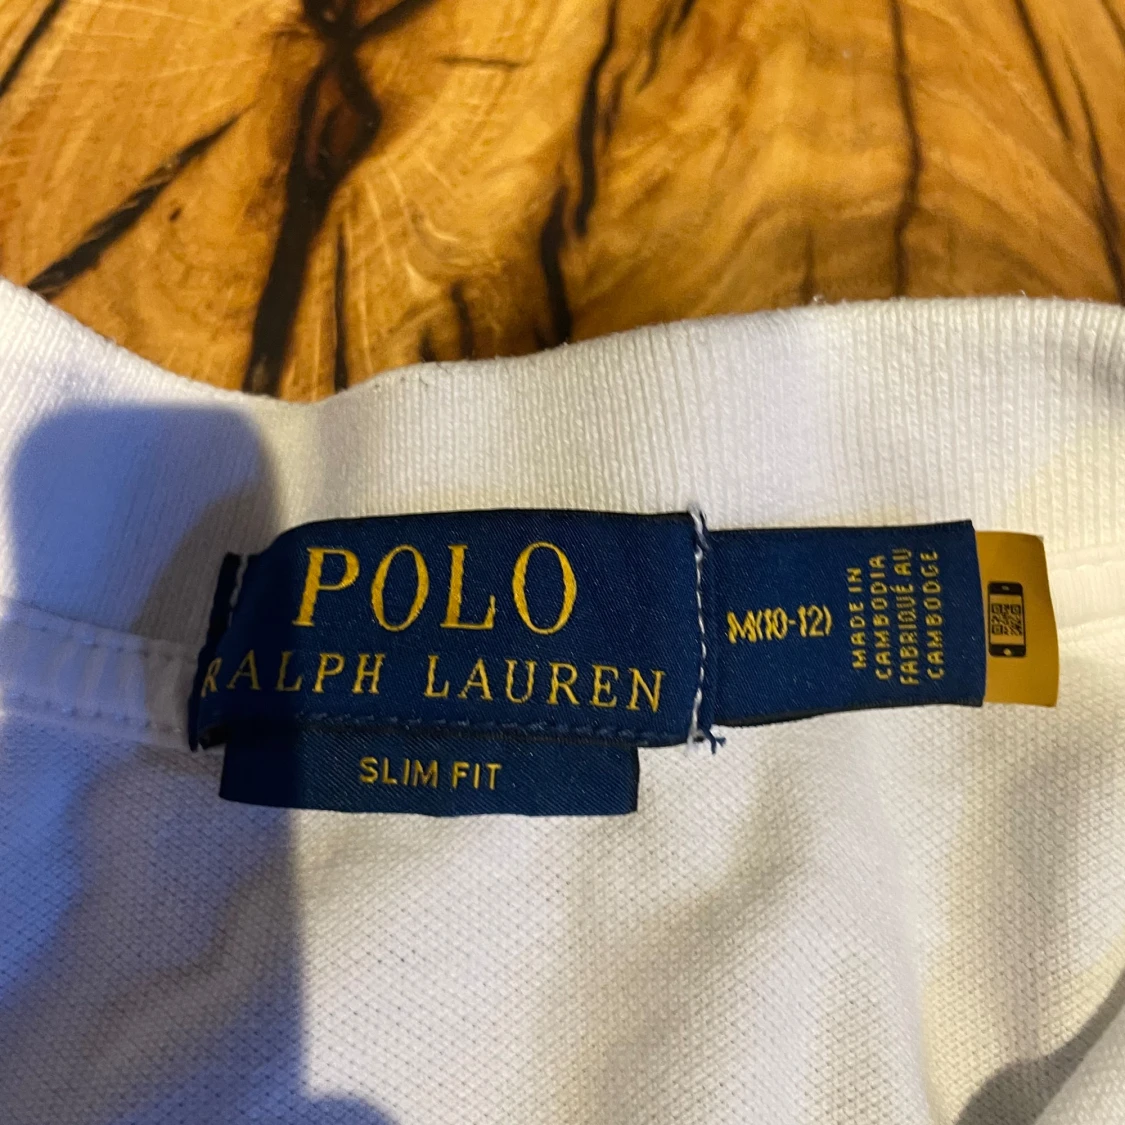 POLO
RALPH LAUREN
SLIM FIT
M(10-12)
MADE IN
CAMBODIA
FABRIQUÉ AU
CAMBODGE